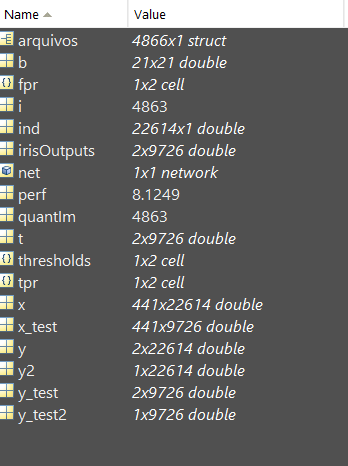 Name Value
arquivos 4866x1 struct
b 21x21 double
fpr 1x2 cell
i 4863
ind 22614x1 double
irisOutputs 2x9726 double
net 1x1 network
perf 8.1249
quantIm 4863
t 2x9726 double
thresholds 1x2 cell
tpr 1x2 cell
x 441x22614 double
x_test 441x9726 double
y 2x22614 double
y2 1x22614 double
y_test 2x9726 double
y_test2 1x9726 double